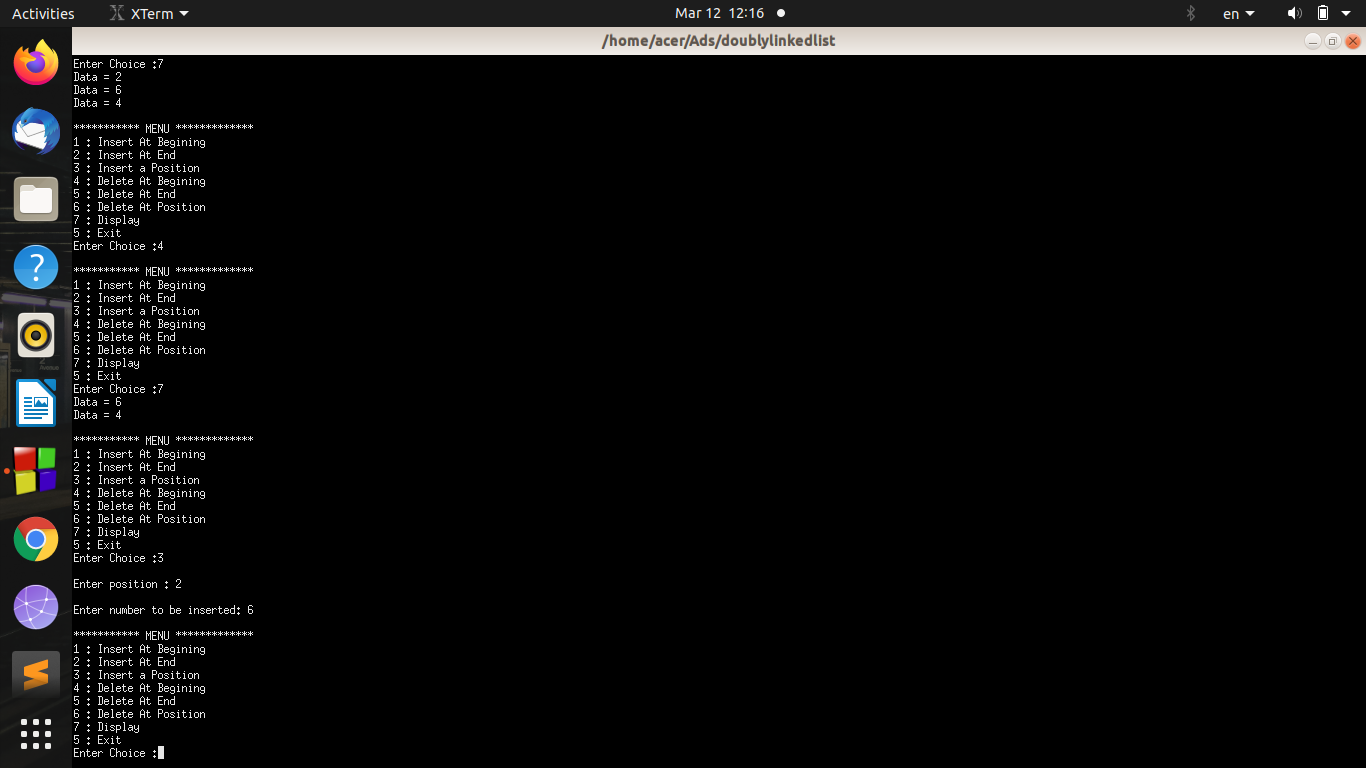 Activities XTerm Mar 12 12:16 en
/home/acer/Ads/doublylinkedlist
Enter Choice :7
Data = 2
Data = 6
Data = 4
*********** MENU *************
1 : Insert At Begining
2 : Insert At End
3 : Insert a Position
4 : Delete At Begining
5 : Delete At End
6 : Delete At Position
7 : Display
5 : Exit
Enter Choice :4
*********** MENU *************
1 : Insert At Begining
2 : Insert At End
3 : Insert a Position
4 : Delete At Begining
5 : Delete At End
6 : Delete At Position
7 : Display
5 : Exit
Enter Choice :7
Data = 6
Data = 4
*********** MENU *************
1 : Insert At Begining
2 : Insert At End
3 : Insert a Position
4 : Delete At Begining
5 : Delete At End
6 : Delete At Position
7 : Display
5 : Exit
Enter Choice :3
Enter position : 2
Enter number to be inserted: 6
*********** MENU *************
1 : Insert At Begining
2 : Insert At End
3 : Insert a Position
4 : Delete At Begining
5 : Delete At End
6 : Delete At Position
7 : Display
5 : Exit
Enter Choice :